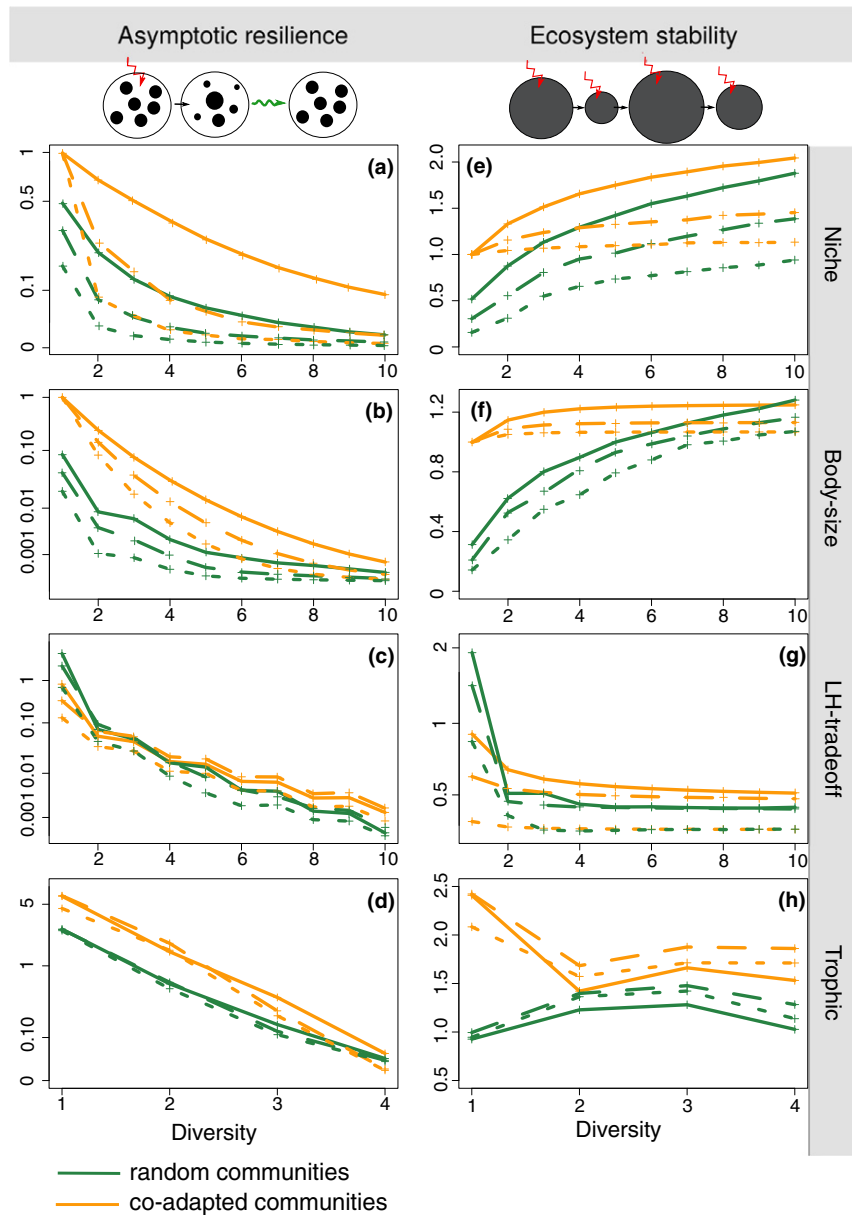 Asymptotic resilience
Ecosystem stability
(a)
1
0.5
0.1
0
2 4 6 8 10
(e)
2.0
1.5
1.0
0.5
0.0
2 4 6 8 10
Niche
(b)
1
0.10
0.01
0.001
2 4 6 8 10
(f)
1.2
0.8
0.4
0
2 4 6 8 10
Body-size
(c)
1
0.10
0.01
0.001
2 4 6 8 10
(g)
2
1
0.5
2 4 6 8 10
LH-tradeoff
(d)
5
1
0.10
0
1 2 3 4
Diversity
(h)
2.5
2.0
1.5
1.0
0.5
1 2 3 4
Diversity
Trophic
random communities
co-adapted communities